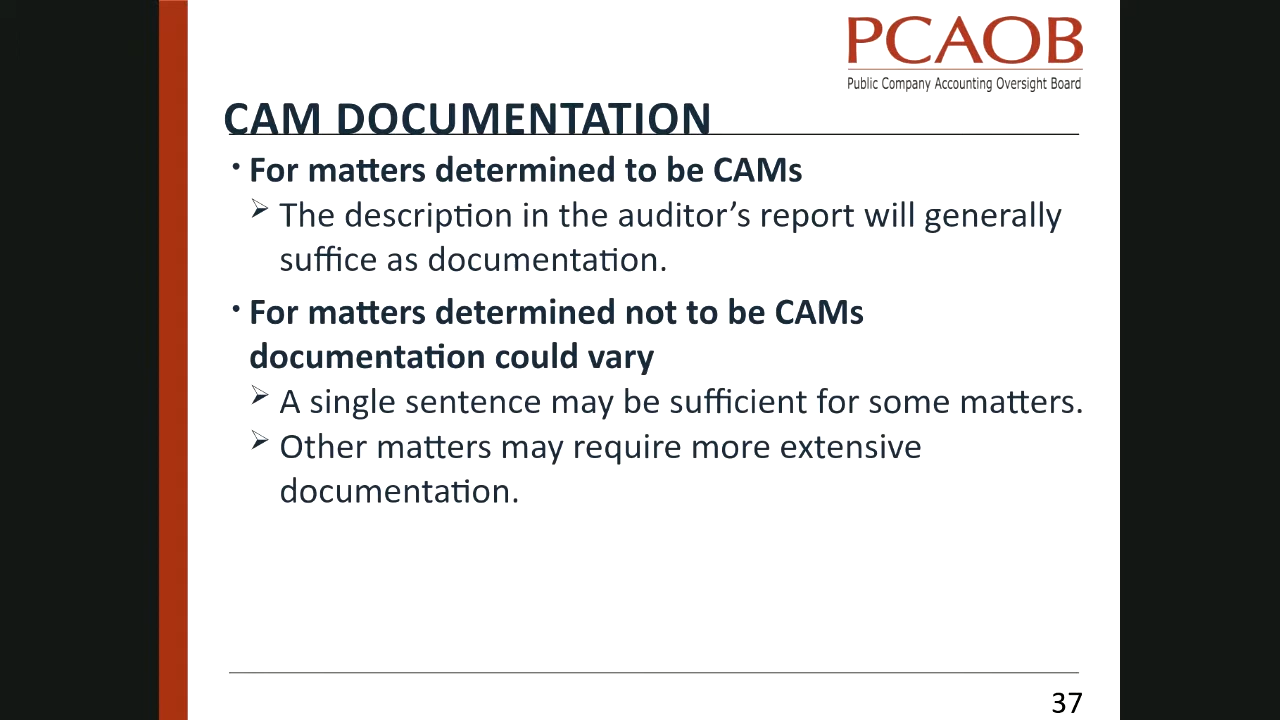 PCAOB
Public Company Accounting Oversight Board
CAM DOCUMENTATION
• For matters determined to be CAMs
➢ The description in the auditor’s report will generally
suffice as documentation.
• For matters determined not to be CAMs
documentation could vary
➢ A single sentence may be sufficient for some matters.
➢ Other matters may require more extensive
documentation.
37